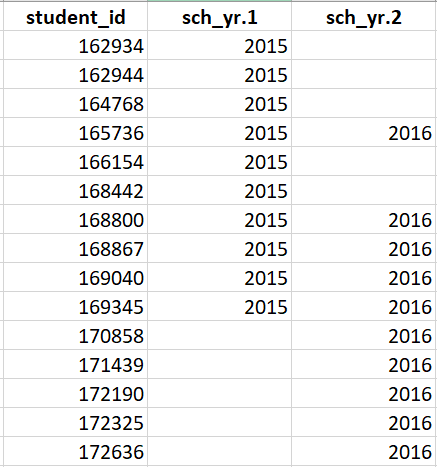 student_id sch_yr.1 sch_yr.2
162934 2015
162944 2015
164768 2015
165736 2015 2016
166154 2015
168442 2015
168800 2015 2016
168867 2015 2016
169040 2015 2016
169345 2015 2016
170858 2016
171439 2016
172190 2016
172325 2016
172636 2016